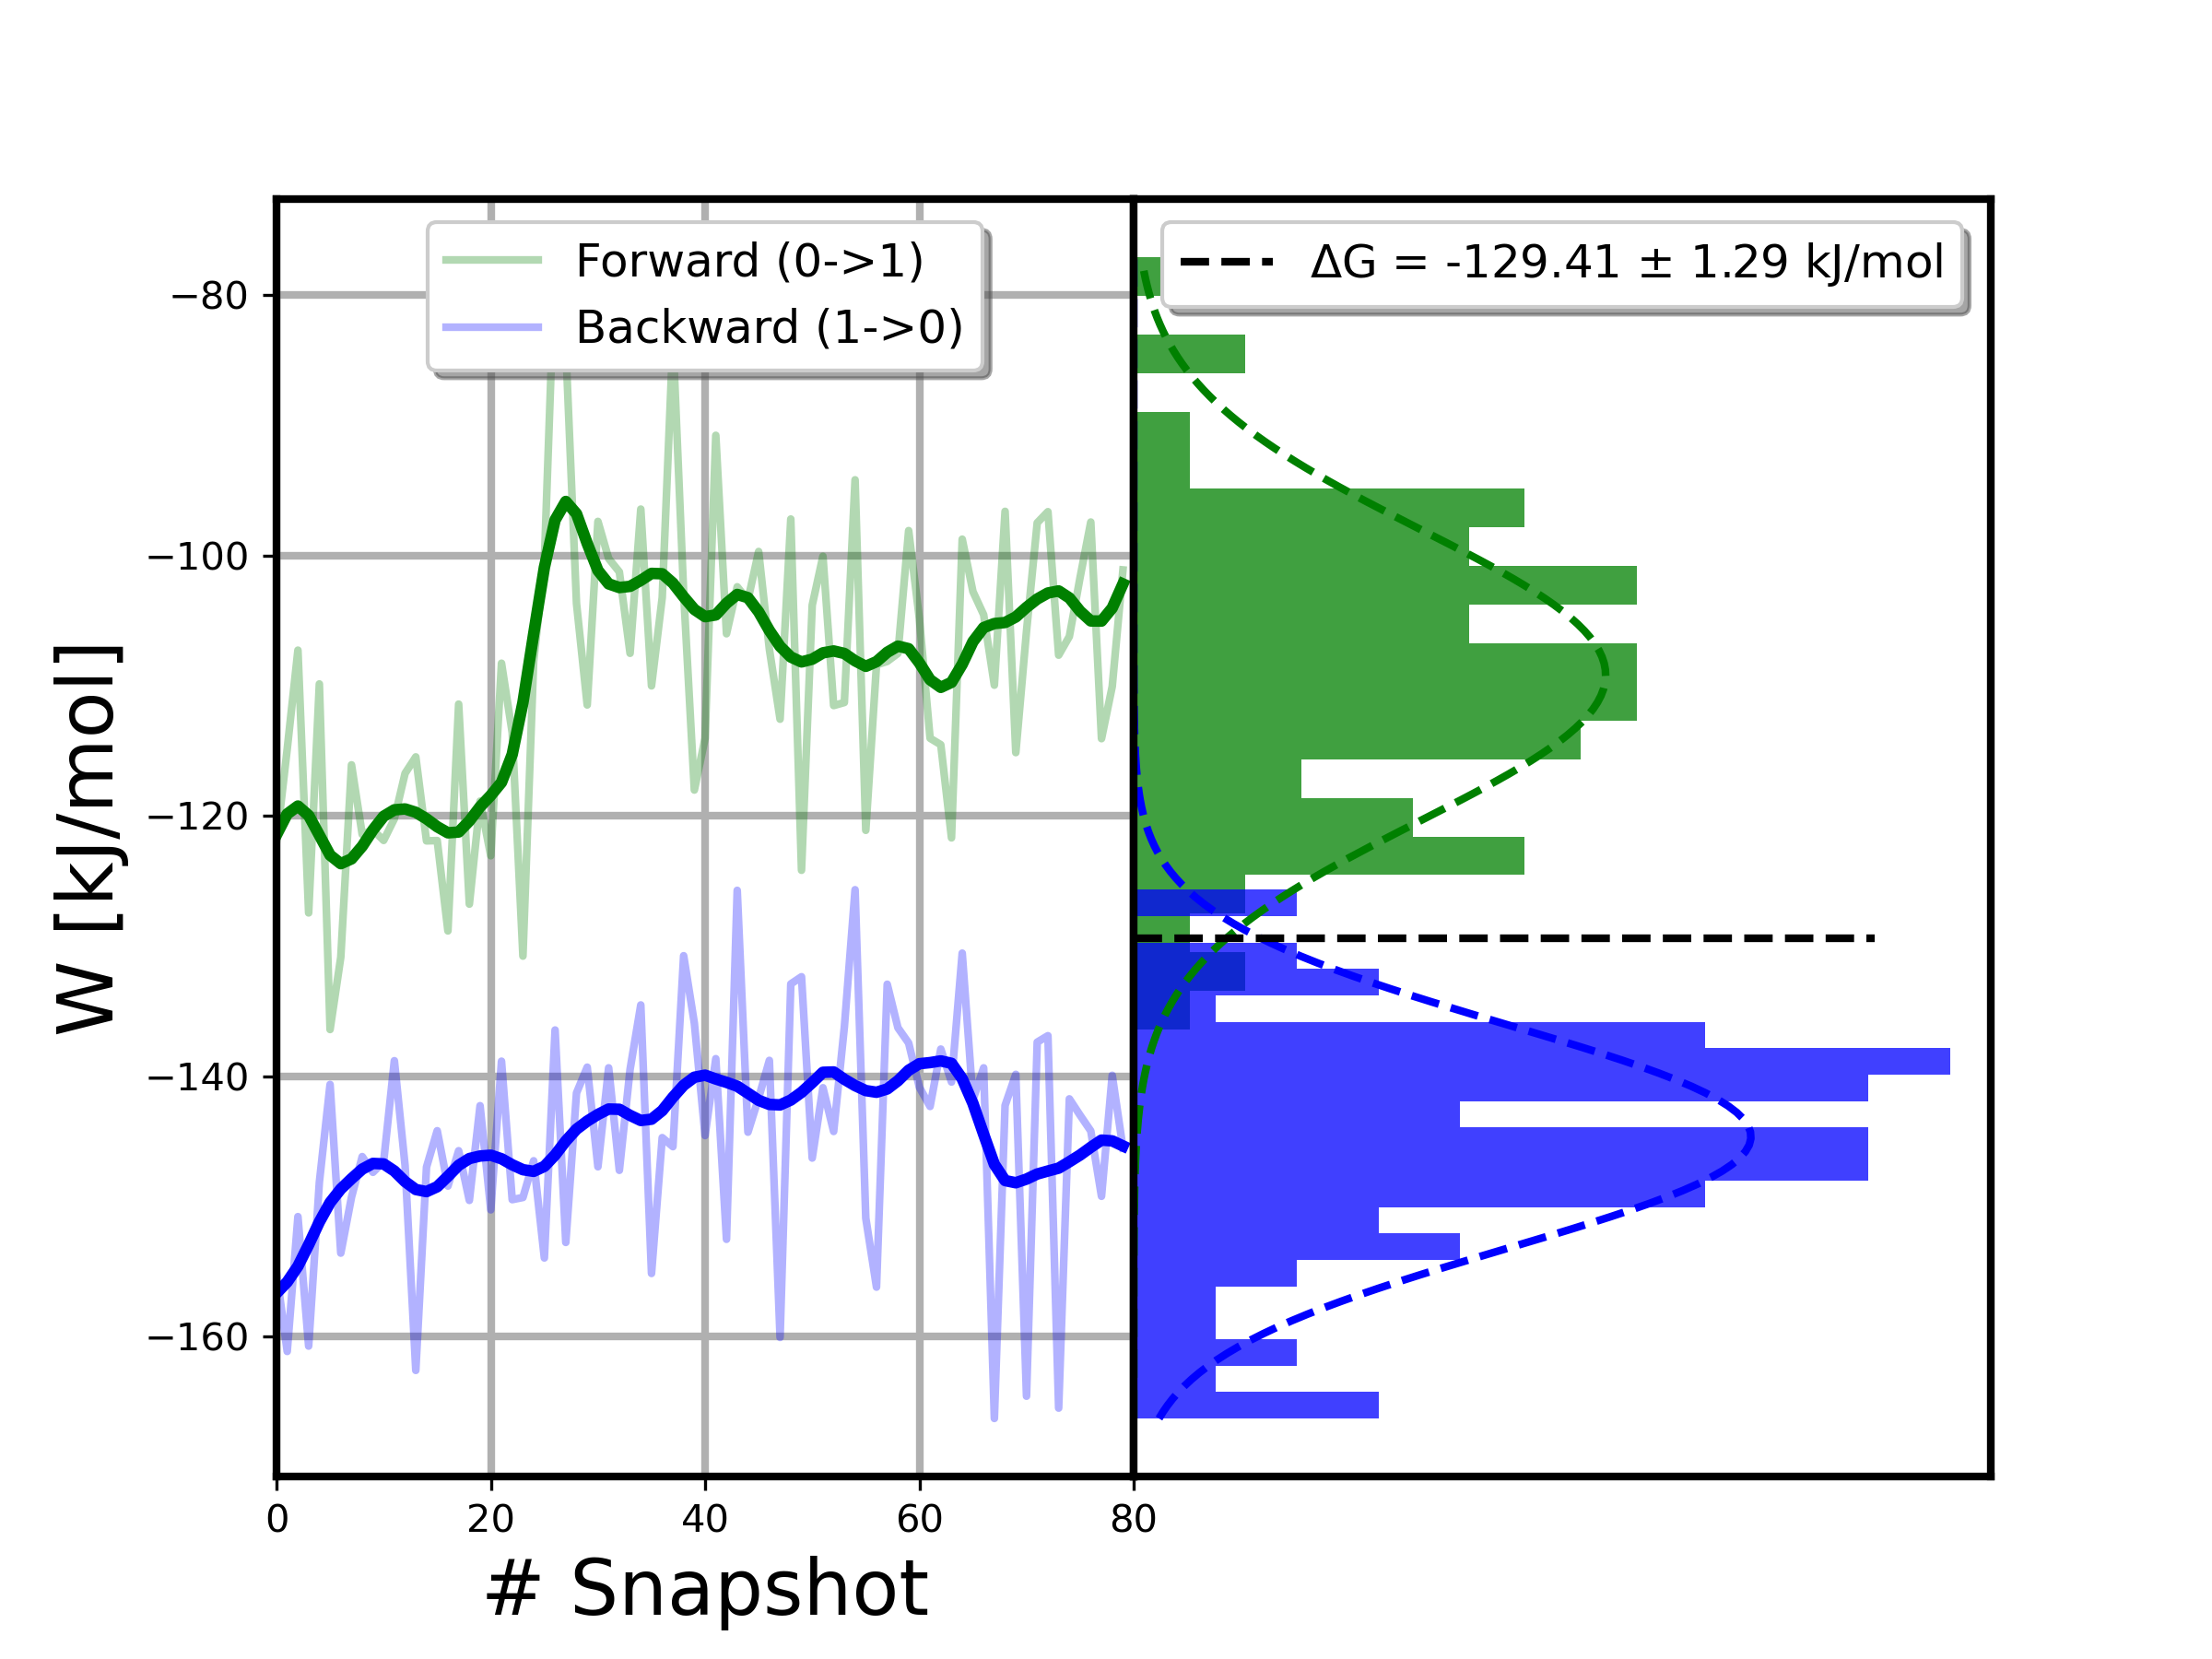 Forward (0->1)
Backward (1->0)
ΔG = -129.41 ± 1.29 kJ/mol
−80
−100
−120
−140
−160
W [kJ/mol]
0 20 40 60 80
# Snapshot